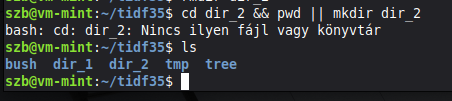 szb@vm-mint:~/tidf35$ cd dir_2 && pwd || mkdir dir_2
bash: cd: dir_2: Nincs ilyen fájl vagy könyvtár
szb@vm-mint:~/tidf35$ ls
bush dir_1 dir_2 tmp tree
szb@vm-mint:~/tidf35$